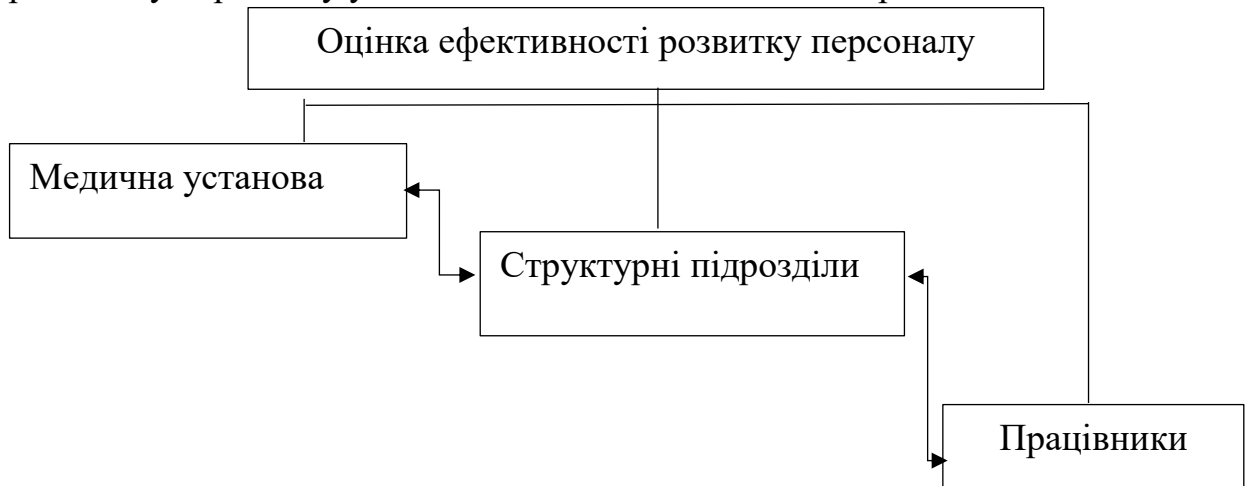 Оцінка ефективності розвитку персоналу
Медична установа
Структурні підрозділи
Працівники